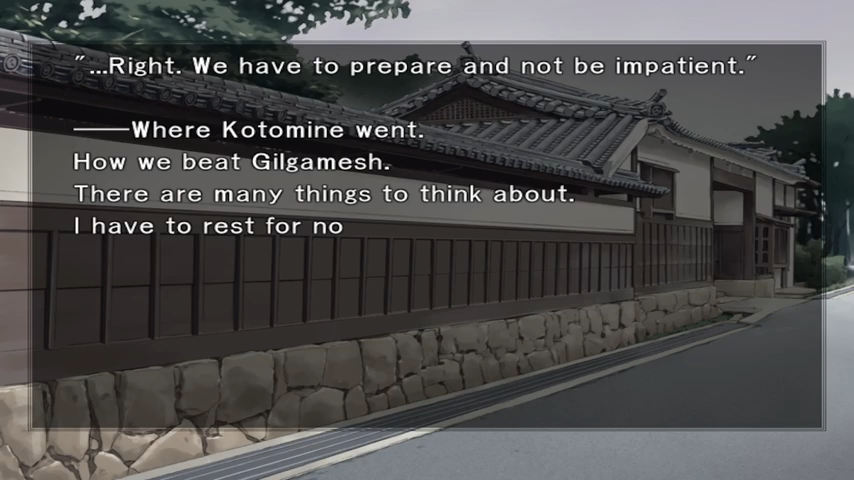 "...Right. We have to prepare and not be impatient."
――Where Kotomine went.
How we beat Gilgamesh.
There are many things to think about.
I have to rest for no